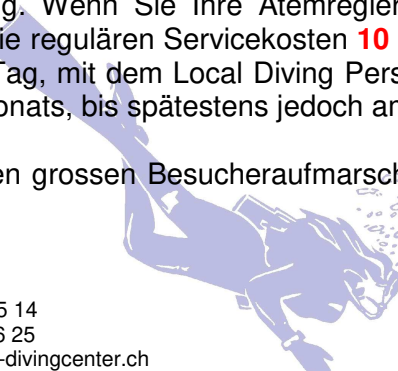 g. Wenn Sie Ihre Atemregler
ie regulären Servicekosten 10
Tag, mit dem Local Diving Pers
onats, bis spätestens jedoch an
en grossen Besucheraufmarsch
5 14
6 25
-divingcenter.ch